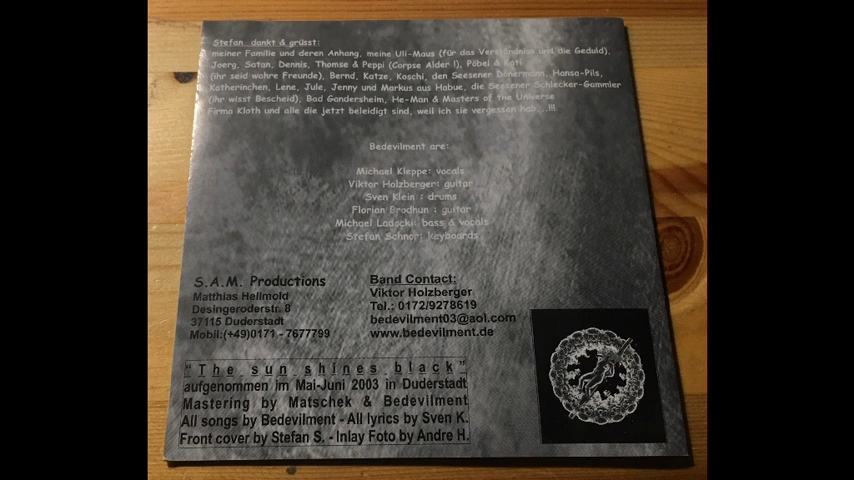 Stefan dankt & grüsst:
meiner Familie und deren Anhang, meine Uli-Maus (für das Verständnis und die Geduld),
Joerg, Satan, Dennis, Thomse & Peppi (Corpse Alder !), Pöbel & Kati
(ihr seid wahre Freunde), Bernd, Katze, Koschi, den Seesener Dönermann, Hansa-Pils,
Katherinchen, Lene, Jule, Jenny und Markus aus Habue, die Seesener Schlecker-Gammler
(ihr wisst Bescheid), Bad Gandersheim, He-Man & Masters of the Universe
Firma Kloth und alle die jetzt beleidigt sind, weil ich sie vergessen hab...!!!
Bedevilment are:
Michael Kleppe: vocals
Viktor Holzberger: guitar
Sven Klein : drums
Florian Brodhun : guitar
Michael Ladecki: bass & vocals
Stefan Schnor: keyboards
S.A.M. Productions
Matthias Hellmold
Desingeroderstr. 8
37115 Duderstadt
Mobil:(+49)0171 - 7677799
Band Contact:
Viktor Holzberger
Tel.: 0172/9278619
bedevilment03@aol.com
www.bedevilment.de
"The sun shines black"
aufgenommen im Mai-Juni 2003 in Duderstadt
Mastering by Matschek & Bedevilment
All songs by Bedevilment - All lyrics by Sven K.
Front cover by Stefan S. - Inlay Foto by Andre H.